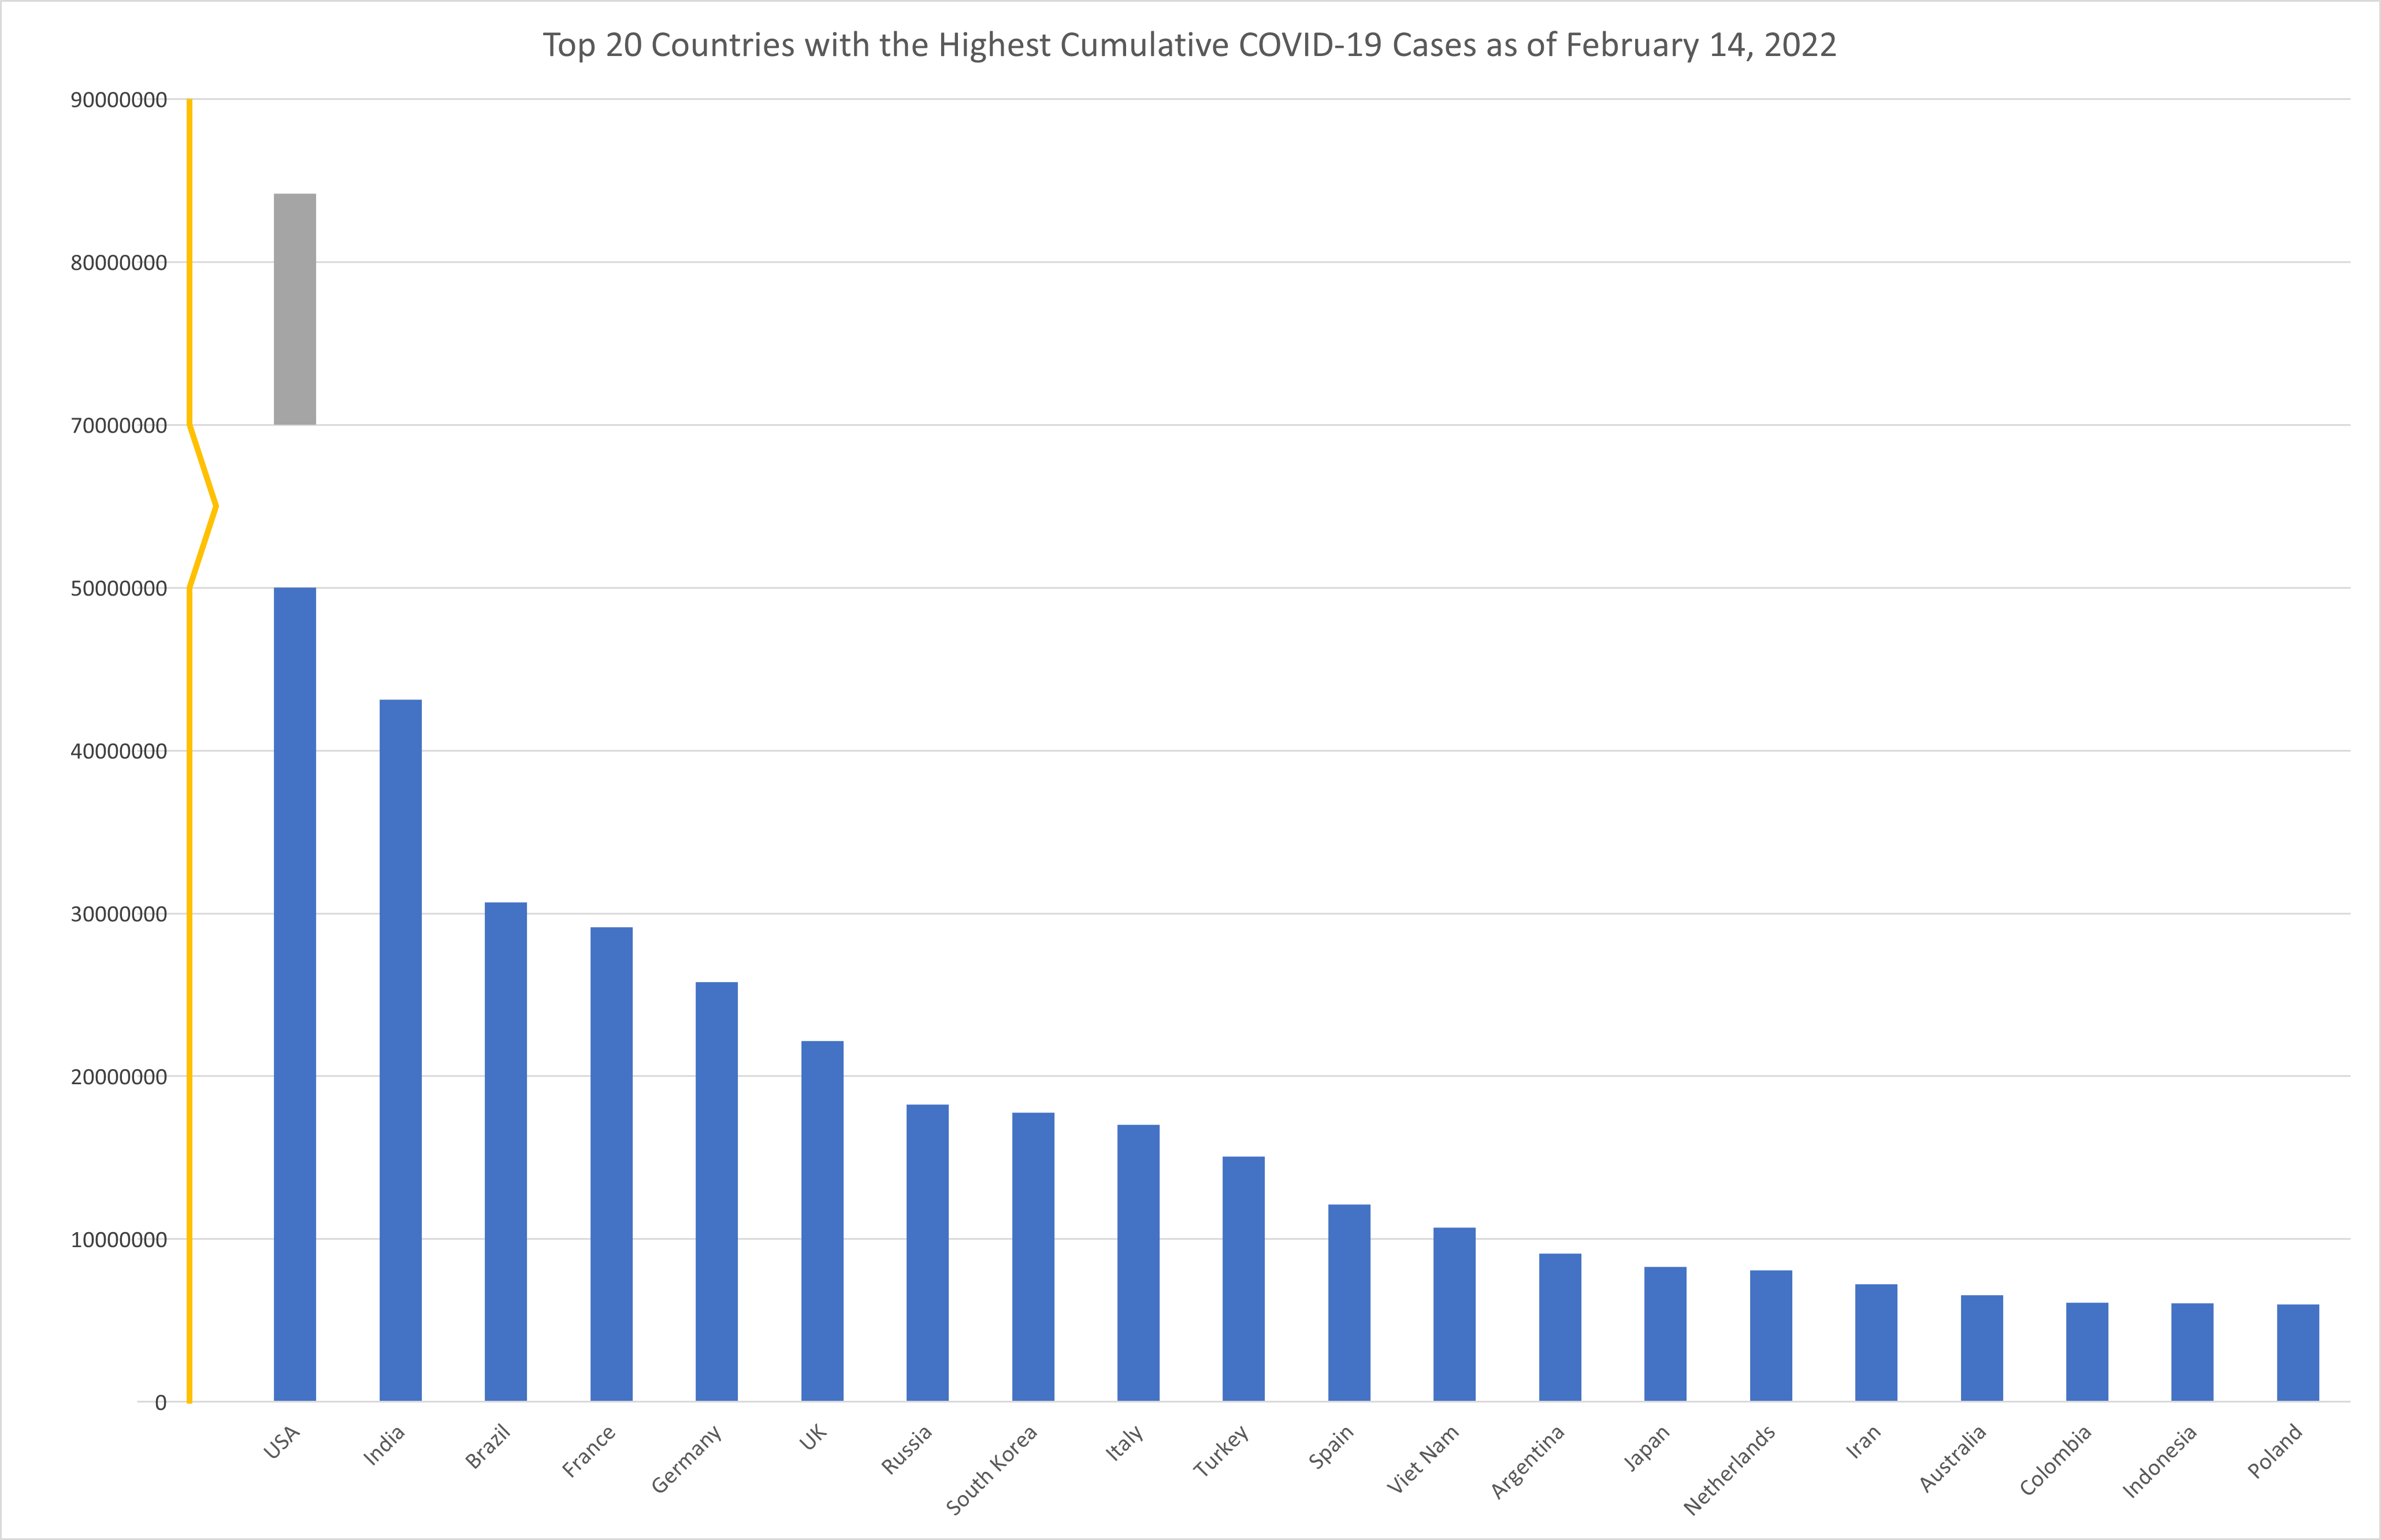 Top 20 Countries with the Highest Cumulative COVID-19 Cases as of February 14, 2022
90000000
80000000
70000000
50000000
40000000
30000000
20000000
10000000
0
USA
India
Brazil
France
Germany
UK
Russia
South Korea
Italy
Turkey
Spain
Viet Nam
Argentina
Japan
Netherlands
Iran
Australia
Colombia
Indonesia
Poland